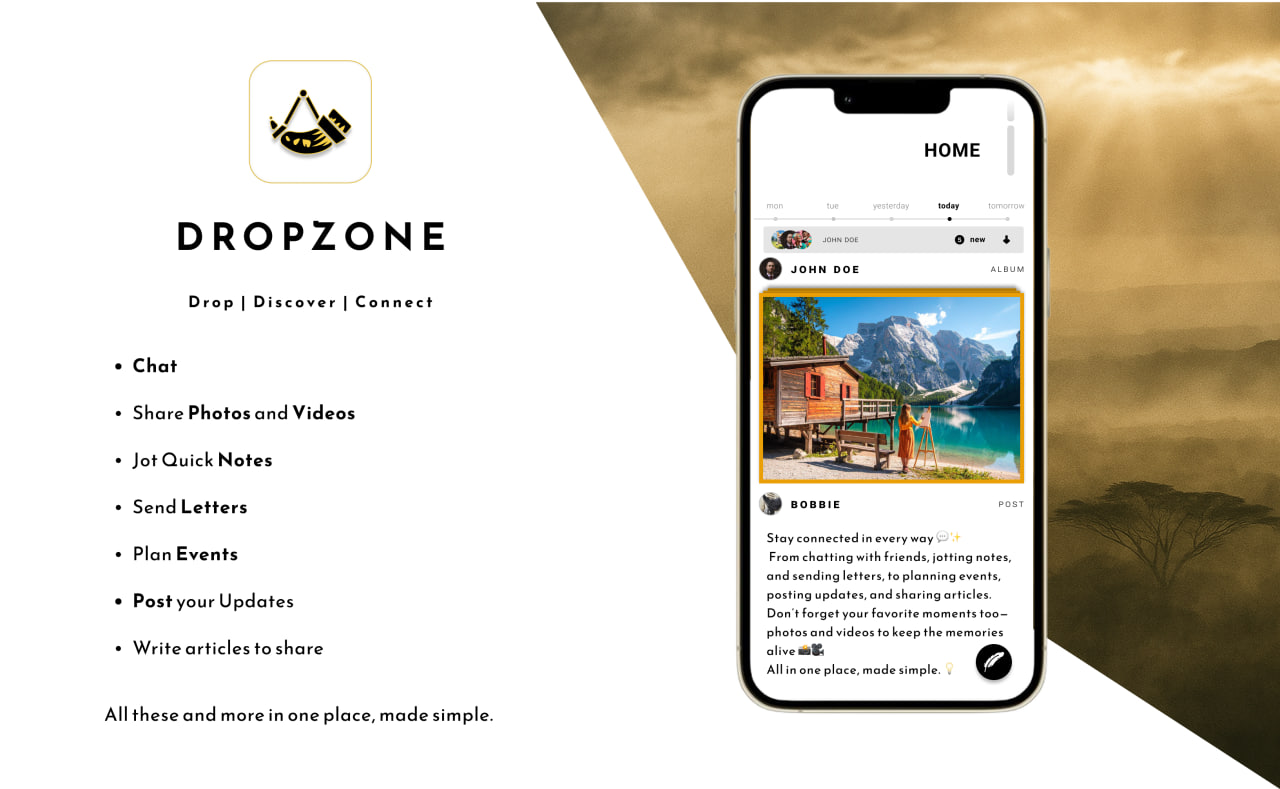 DROPZONE
Drop | Discover | Connect
• Chat
• Share Photos and Videos
• Jot Quick Notes
• Send Letters
• Plan Events
• Post your Updates
• Write articles to share
All these and more in one place, made simple.
HOME
mon tue yesterday today tomorrow
JOHN DOE 5 new
JOHN DOE ALBUM
BOBBIE POST
Stay connected in every way 💬✨
From chatting with friends, jotting notes,
and sending letters, to planning events,
posting updates, and sharing articles.
Don't forget your favorite moments too—
photos and videos to keep the memories
alive 📸🎥
All in one place, made simple. 💡